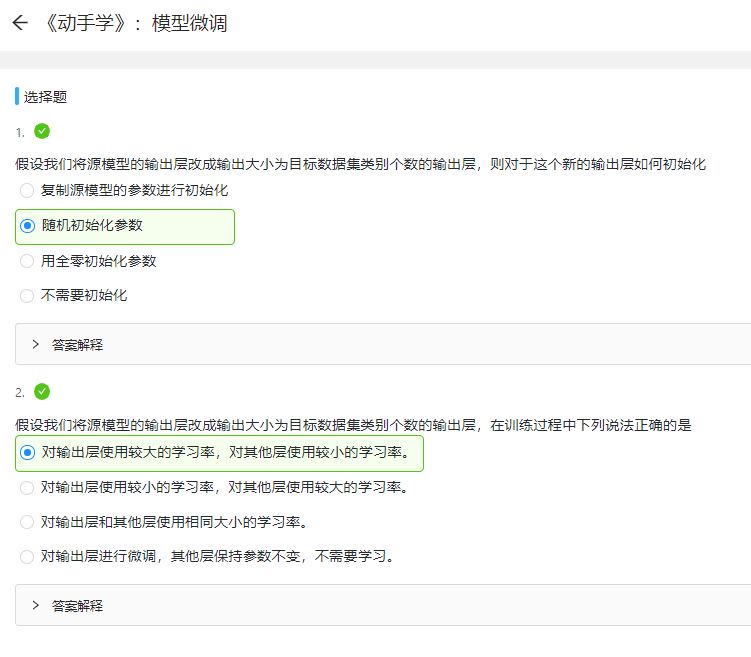 《动手学》：模型微调
选择题
1.
假设我们将源模型的输出层改成输出大小为目标数据集类别个数的输出层，则对于这个新的输出层如何初始化
复制源模型的参数进行初始化
随机初始化参数
用全零初始化参数
不需要初始化
答案解释
2.
假设我们将源模型的输出层改成输出大小为目标数据集类别个数的输出层，在训练过程中下列说法正确的是
对输出层使用较大的学习率，对其他层使用较小的学习率。
对输出层使用较小的学习率，对其他层使用较大的学习率。
对输出层和其他层使用相同大小的学习率。
对输出层进行微调，其他层保持参数不变，不需要学习。
答案解释